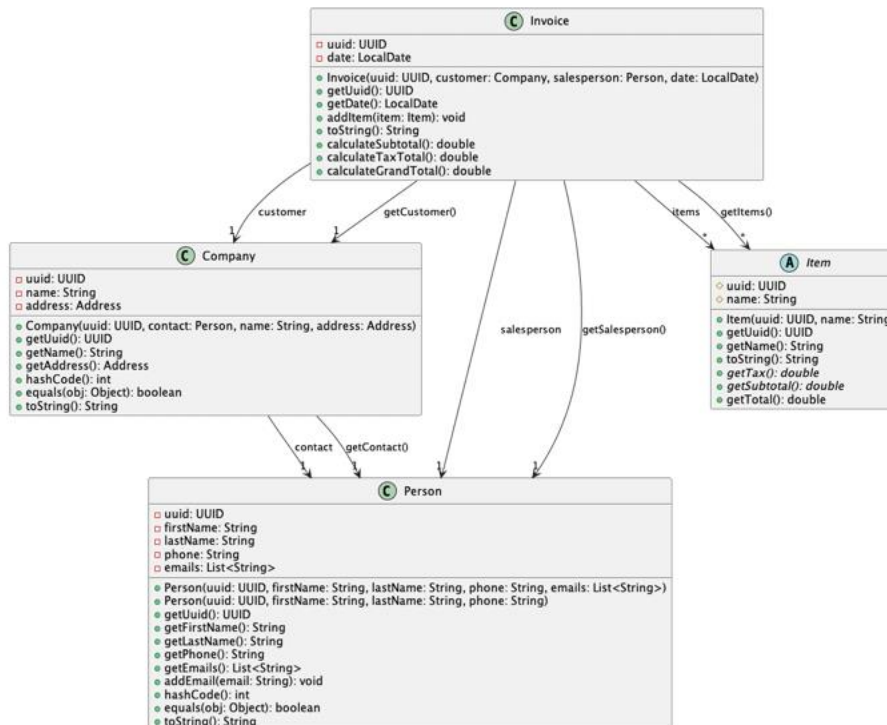 C Invoice
uuid: UUID
date: LocalDate
Invoice(uuid: UUID, customer: Company, salesperson: Person, date: LocalDate)
getUuid(): UUID
getDate(): LocalDate
addItem(item: Item): void
toString(): String
calculateSubtotal(): double
calculateTaxTotal(): double
calculateGrandTotal(): double
customer
getCustomer()
items
getItems()
1
1
*
*
C Company
uuid: UUID
name: String
address: Address
Company(uuid: UUID, contact: Person, name: String, address: Address)
getUuid(): UUID
getName(): String
getAddress(): Address
hashCode(): int
equals(obj: Object): boolean
toString(): String
salesperson
getSalesperson()
A Item
uuid: UUID
name: String
Item(uuid: UUID, name: String
getUuid(): UUID
getName(): String
toString(): String
getTax(): double
getSubtotal(): double
getTotal(): double
contact
getContact()
1
1
1
1
C Person
uuid: UUID
firstName: String
lastName: String
phone: String
emails: List<String>
Person(uuid: UUID, firstName: String, lastName: String, phone: String, emails: List<String>)
Person(uuid: UUID, firstName: String, lastName: String, phone: String)
getUuid(): UUID
getFirstName(): String
getLastName(): String
getPhone(): String
getEmails(): List<String>
addEmail(email: String): void
hashCode(): int
equals(obj: Object): boolean
toString(): String